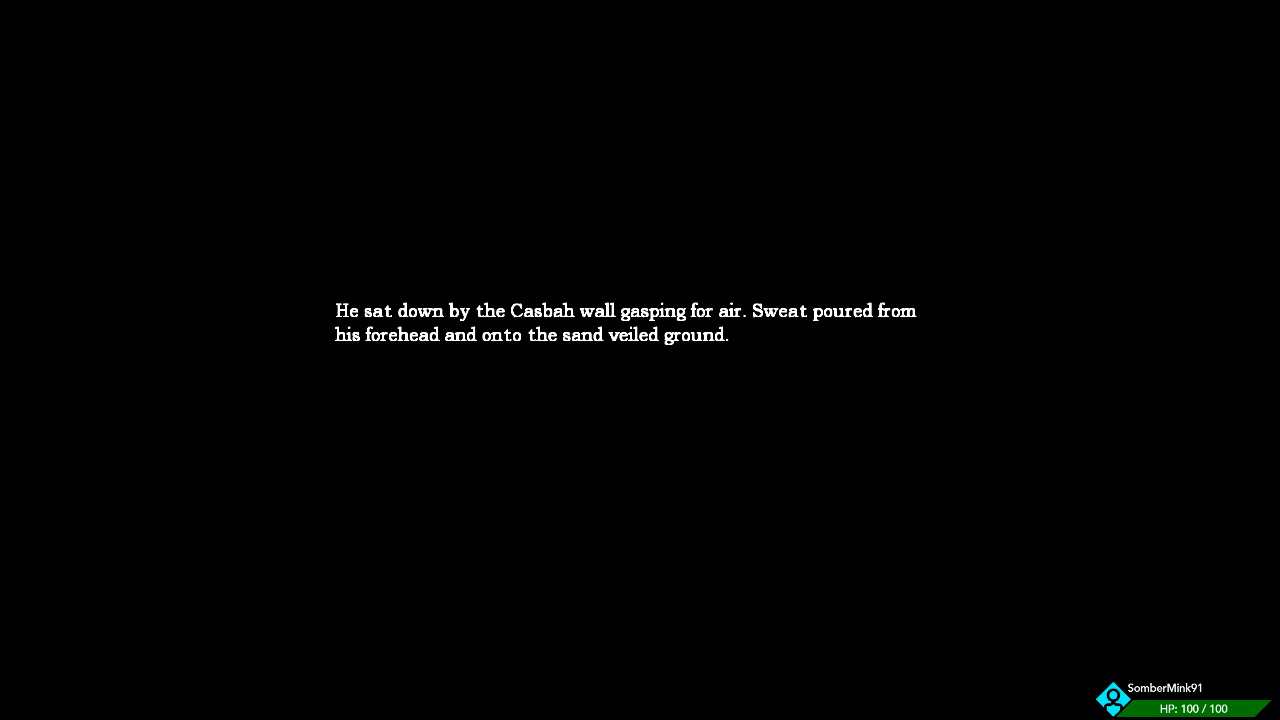 He sat down by the Casbah wall gasping for air. Sweat poured from
his forehead and onto the sand veiled ground.
SomberMink91
HP: 100 / 100